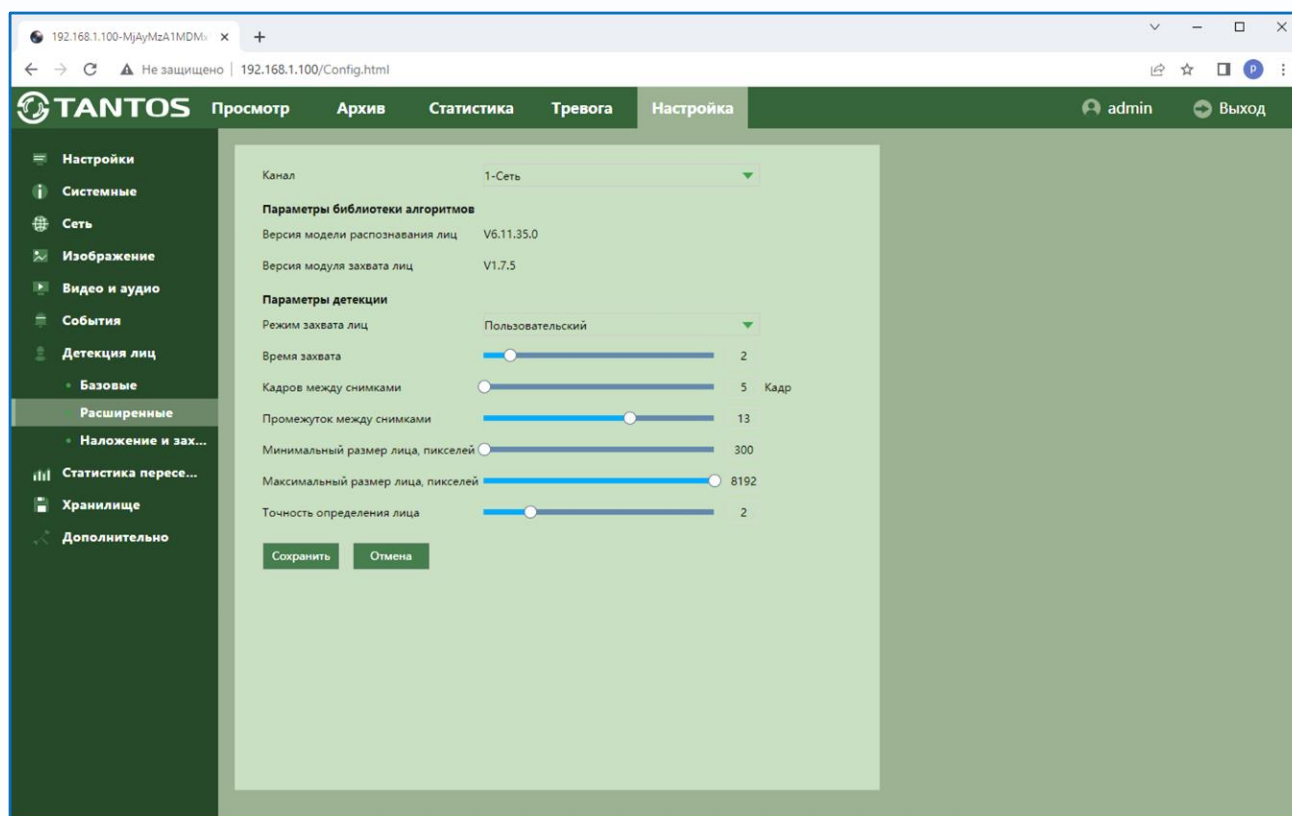 192.168.1.100-MjAyMzA1MDMx
Не защищено 192.168.1.100/Config.html
P
TANTOS Просмотр Архив Статистика Тревога Настройка admin Выход
Настройки
Системные
Сеть
Изображение
Видео и аудио
События
Детекция лиц
Базовые
Расширенные
Наложение и зах...
Статистика пересе...
Хранилище
Дополнительно
Канал 1-Сеть
Параметры библиотеки алгоритмов
Версия модели распознавания лиц V6.11.35.0
Версия модуля захвата лиц V1.7.5
Параметры детекции
Режим захвата лиц Пользовательский
Время захвата 2
Кадров между снимками 5 Кадр
Промежуток между снимками 13
Минимальный размер лица, пикселей 300
Максимальный размер лица, пикселей 8192
Точность определения лица 2
Сохранить Отмена